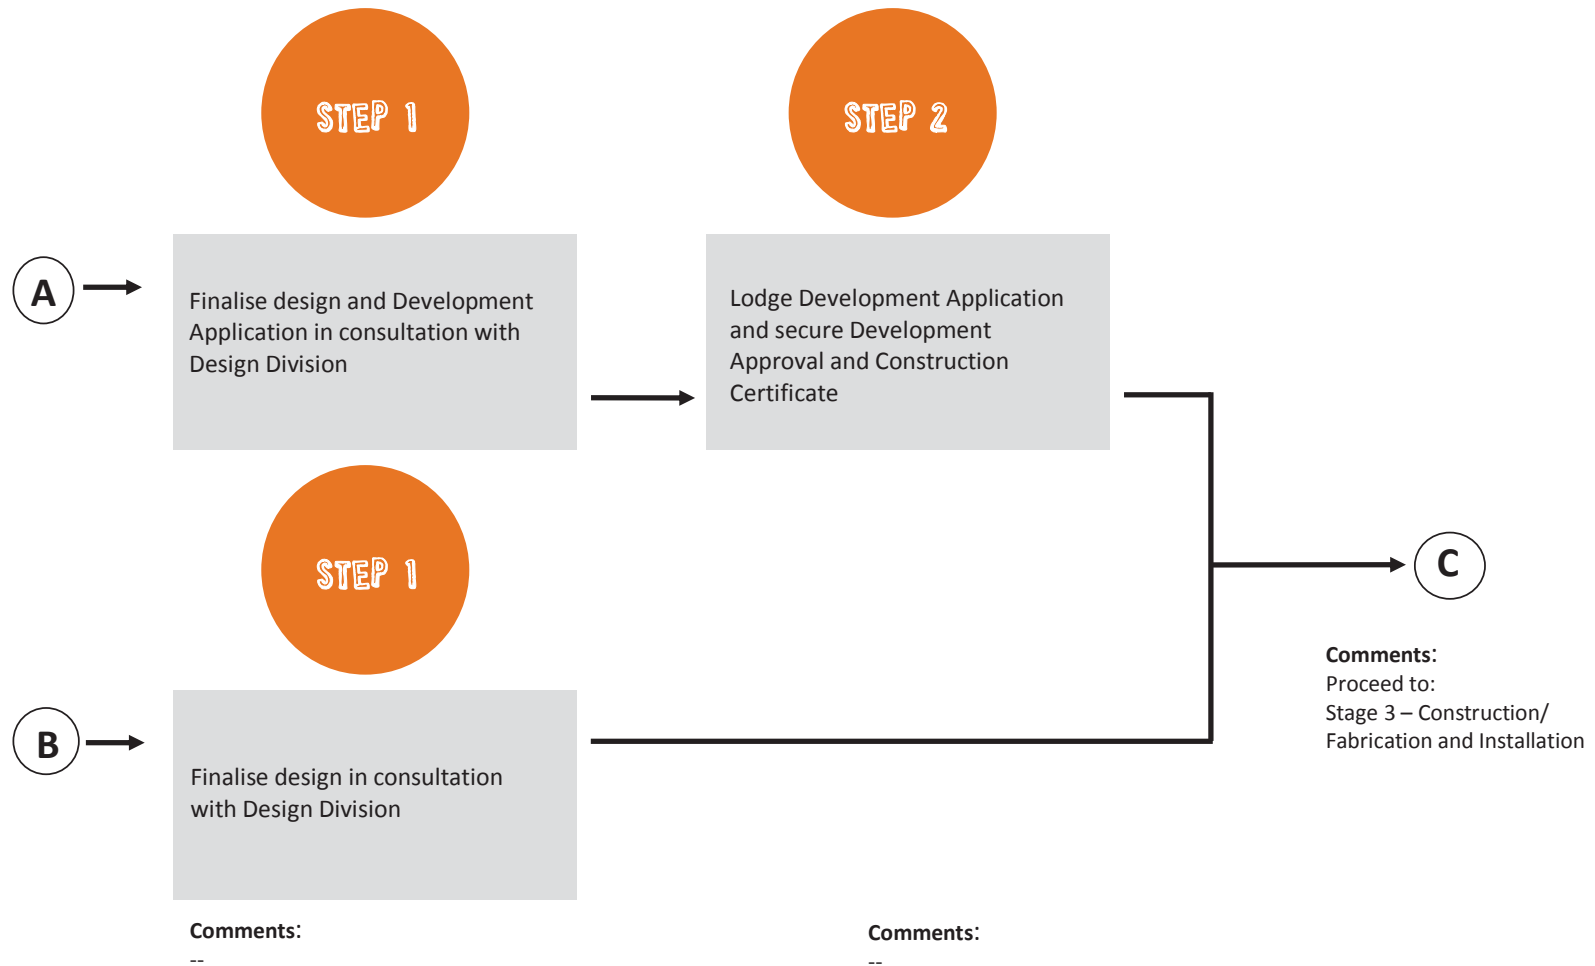 STEP 1
STEP 2
A
Finalise design and Development
Application in consultation with
Design Division
Lodge Development Application
and secure Development
Approval and Construction
Certificate
STEP 1
C
Comments:
Proceed to:
Stage 3 – Construction/
Fabrication and Installation
B
Finalise design in consultation
with Design Division
Comments:
--
Comments:
--